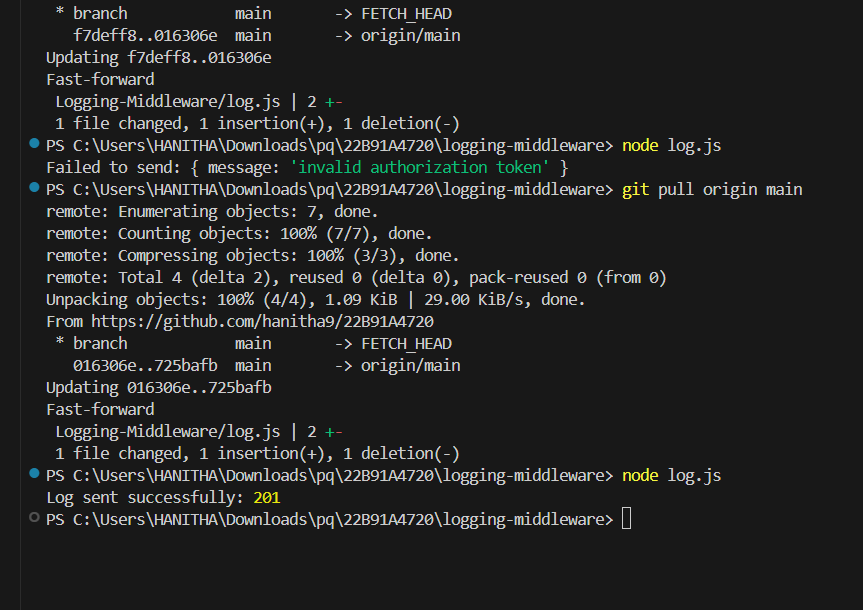 * branch main -> FETCH_HEAD
f7deff8..016306e main -> origin/main
Updating f7deff8..016306e
Fast-forward
Logging-Middleware/log.js | 2 +-
1 file changed, 1 insertion(+), 1 deletion(-)
PS C:\Users\HANITHA\Downloads\pq\22B91A4720\logging-middleware> node log.js
Failed to send: { message: 'invalid authorization token' }
PS C:\Users\HANITHA\Downloads\pq\22B91A4720\logging-middleware> git pull origin main
remote: Enumerating objects: 7, done.
remote: Counting objects: 100% (7/7), done.
remote: Compressing objects: 100% (3/3), done.
remote: Total 4 (delta 2), reused 0 (delta 0), pack-reused 0 (from 0)
Unpacking objects: 100% (4/4), 1.09 KiB | 29.00 KiB/s, done.
From https://github.com/hanitha9/22B91A4720
* branch main -> FETCH_HEAD
016306e..725bafb main -> origin/main
Updating 016306e..725bafb
Fast-forward
Logging-Middleware/log.js | 2 +-
1 file changed, 1 insertion(+), 1 deletion(-)
PS C:\Users\HANITHA\Downloads\pq\22B91A4720\logging-middleware> node log.js
Log sent successfully: 201
PS C:\Users\HANITHA\Downloads\pq\22B91A4720\logging-middleware>